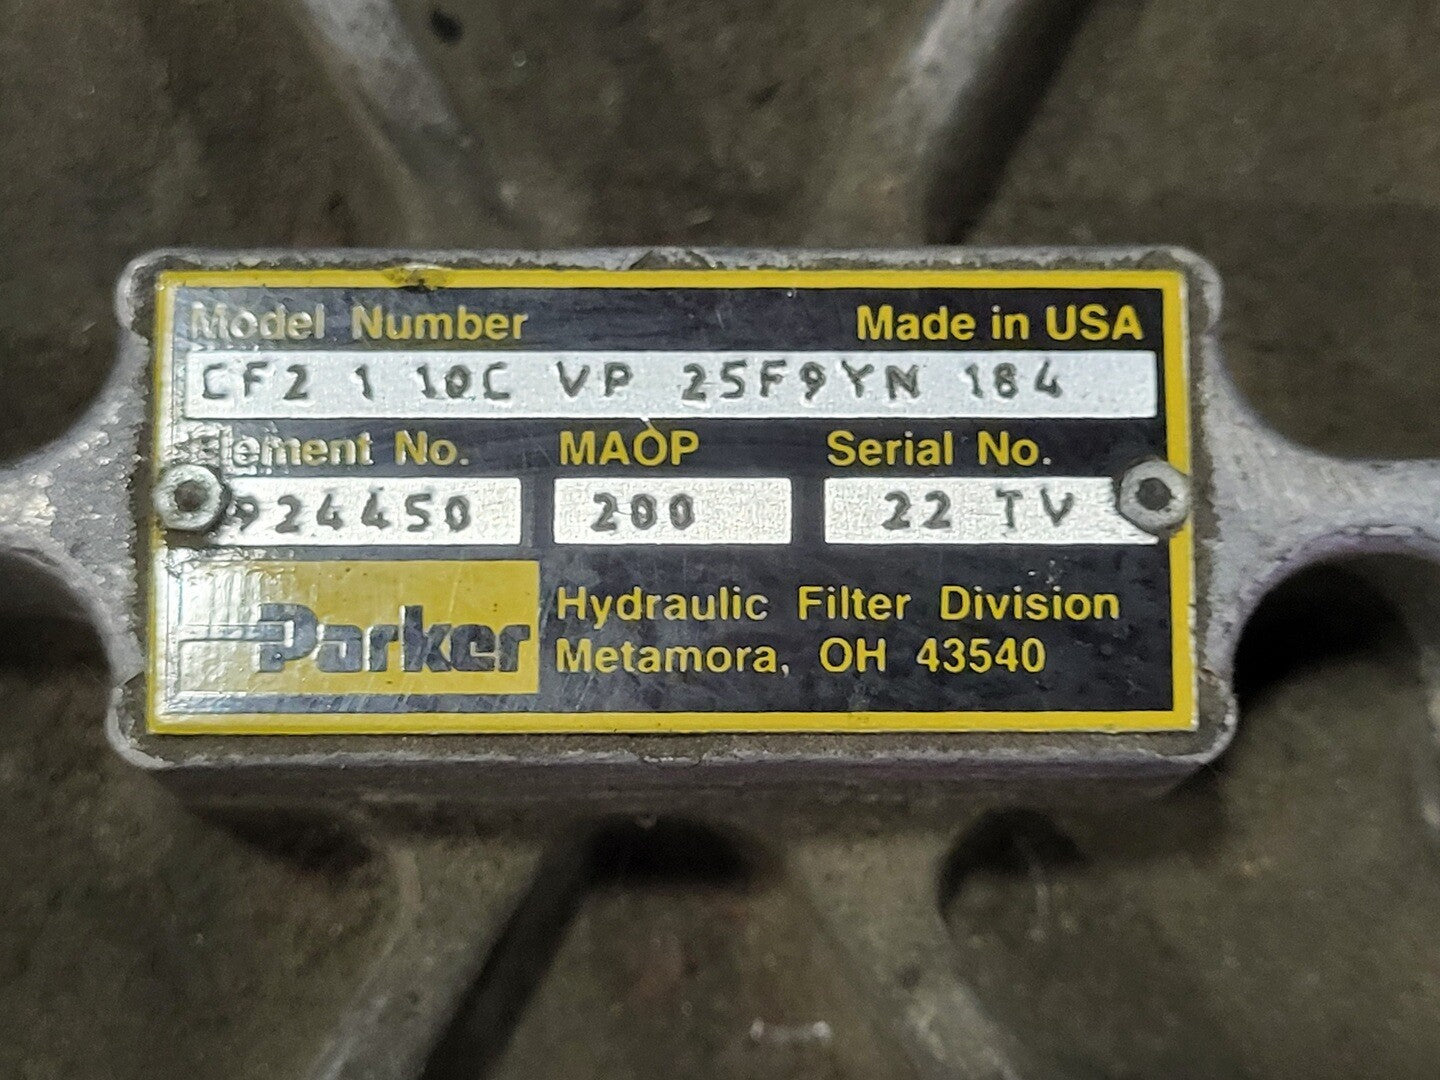 Model Number Made in USA
CF2 1 10C VP 25F9YN 184
Element No. MAOP Serial No.
924450 200 22 TV
Parker Hydraulic Filter Division
Metamora, OH 43540